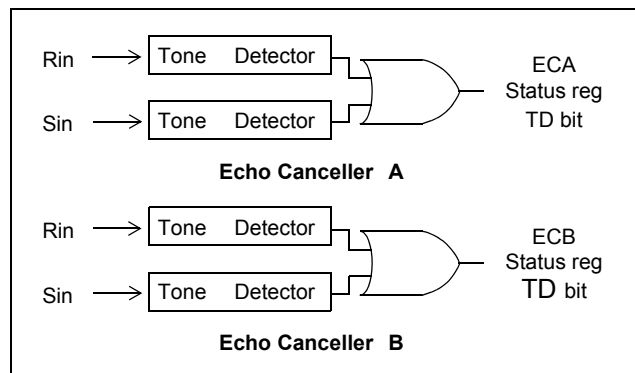 Rin Tone Detector
Sin Tone Detector
ECA
Status reg
TD bit
Echo Canceller A
Rin Tone Detector
Sin Tone Detector
ECB
Status reg
TD bit
Echo Canceller B